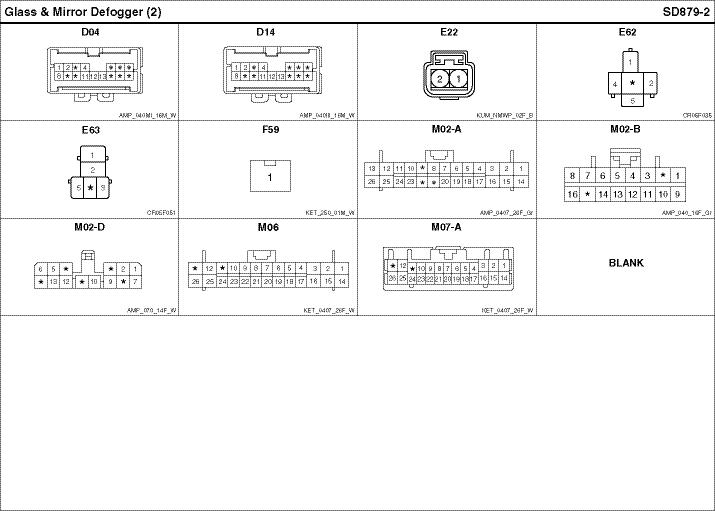 Glass & Mirror Defogger (2) SD879-2
D04 D14 E22 E62
1 2 ★ 4 ★ ★ ★
8 ★ ★ 11 12 13 ★ ★ ★
1 2 ★ 4 ★ ★ ★
8 ★ ★ 11 12 13 ★ ★ ★
2 1
1
4 ★ 2
5
AMP_040MI_16M_W KUM_NMWP_02F_B CR05F035
E63 F59 M02-A M02-B
1
2
5 ★ 3
1
13 12 11 10 ★ 8 7 6 5 4 3 2 1
26 25 24 23 ★ ★ 20 19 18 17 16 15 14
8 7 6 5 4 3 ★ 1
16 ★ 14 13 12 11 10 9
CR05F051 KET_250_01M_W AMP_0407_26F_Gr AMP_040_16F_Gr
M02-D M06 M07-A
6 5 ★ ★ 2 1
★ 13 12 ★ 10 9 ★ 7
★ 12 ★ 10 9 8 7 6 5 4 3 2 1
26 25 24 23 22 21 20 19 18 17 16 15 14
★ 12 ★ 10 9 8 7 6 5 4 3 2 1
26 25 24 23 22 21 20 19 18 17 16 15 14
BLANK
AMP_070_14F_W KET_0407_26F_W KET_0407_26F_W